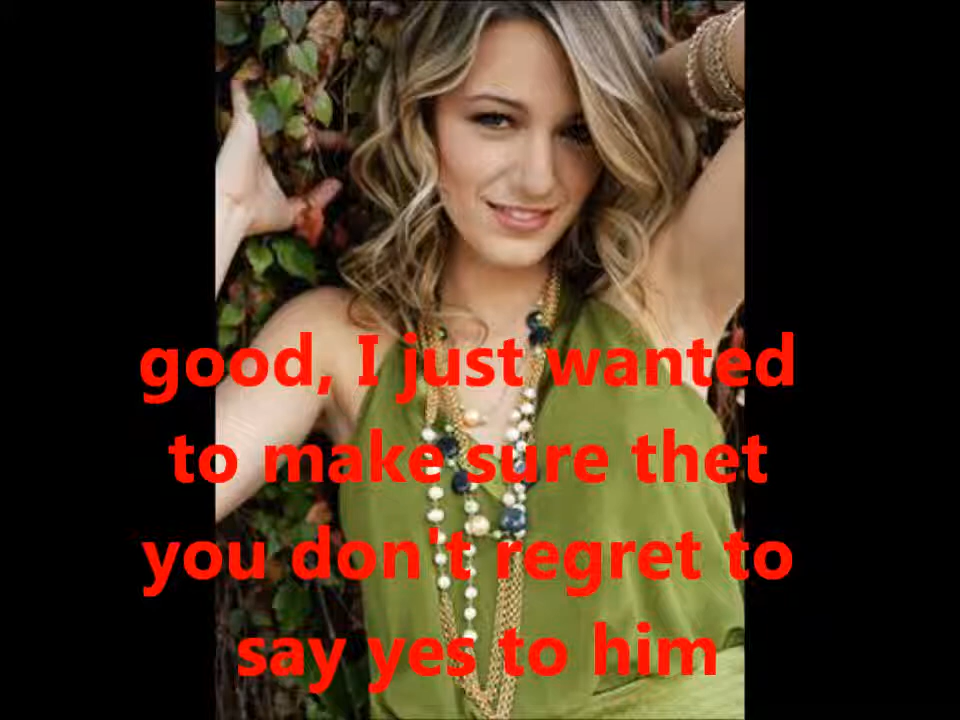 good, I just wanted
to make sure thet
you don't regret to
say yes to him